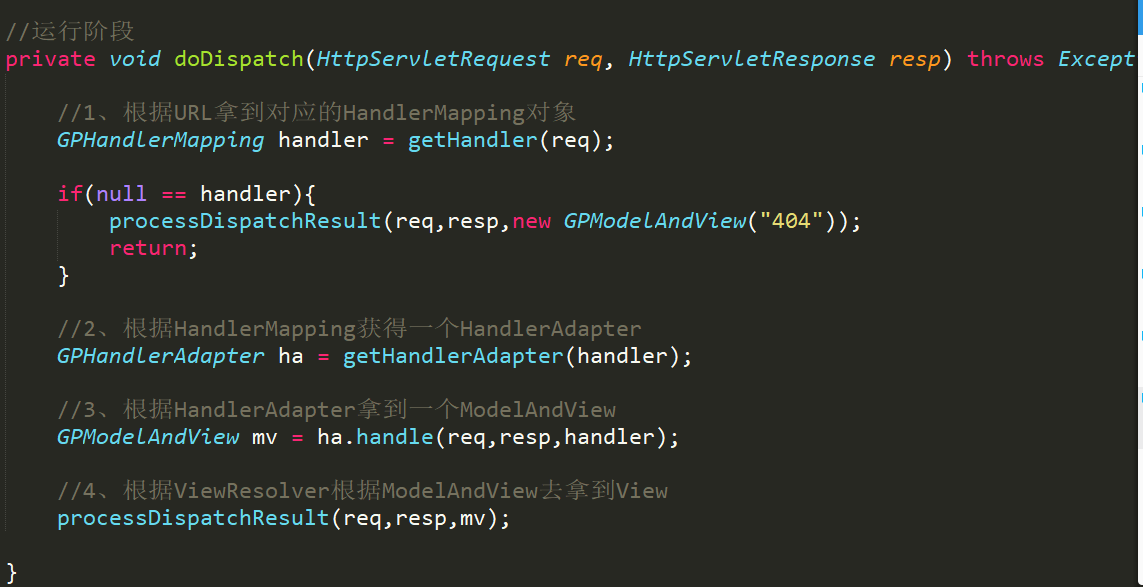 //运行阶段
private void doDispatch(HttpServletRequest req, HttpServletResponse resp) throws Except
//1、根据URL拿到对应的HandlerMapping对象
GPHandlerMapping handler = getHandler(req);
if(null == handler){
processDispatchResult(req,resp,new GPModelAndView("404"));
return;
}
//2、根据HandlerMapping获得一个HandlerAdapter
GPHandlerAdapter ha = getHandlerAdapter(handler);
//3、根据HandlerAdapter拿到一个ModelAndView
GPModelAndView mv = ha.handle(req,resp,handler);
//4、根据ViewResolver根据ModelAndView去拿到View
processDispatchResult(req,resp,mv);
}